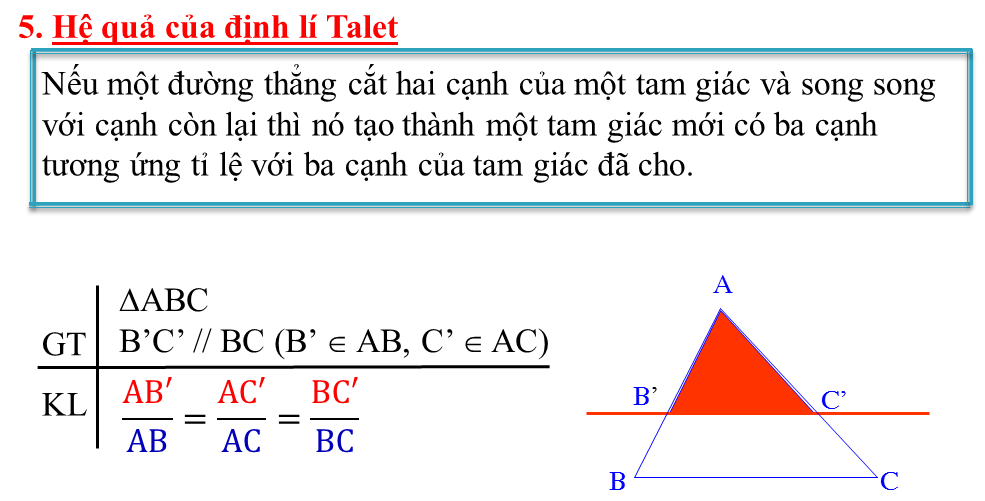 5. Hệ quả của định lí Talet
Nếu một đường thẳng cắt hai cạnh của một tam giác và song song
với cạnh còn lại thì nó tạo thành một tam giác mới có ba cạnh
tương ứng tỉ lệ với ba cạnh của tam giác đã cho.
∆ABC
GT B’C’ // BC (B’ ∈ AB, C’ ∈ AC)
KL AB′/AB = AC′/AC = BC′/BC
A
B’
C’
B
C